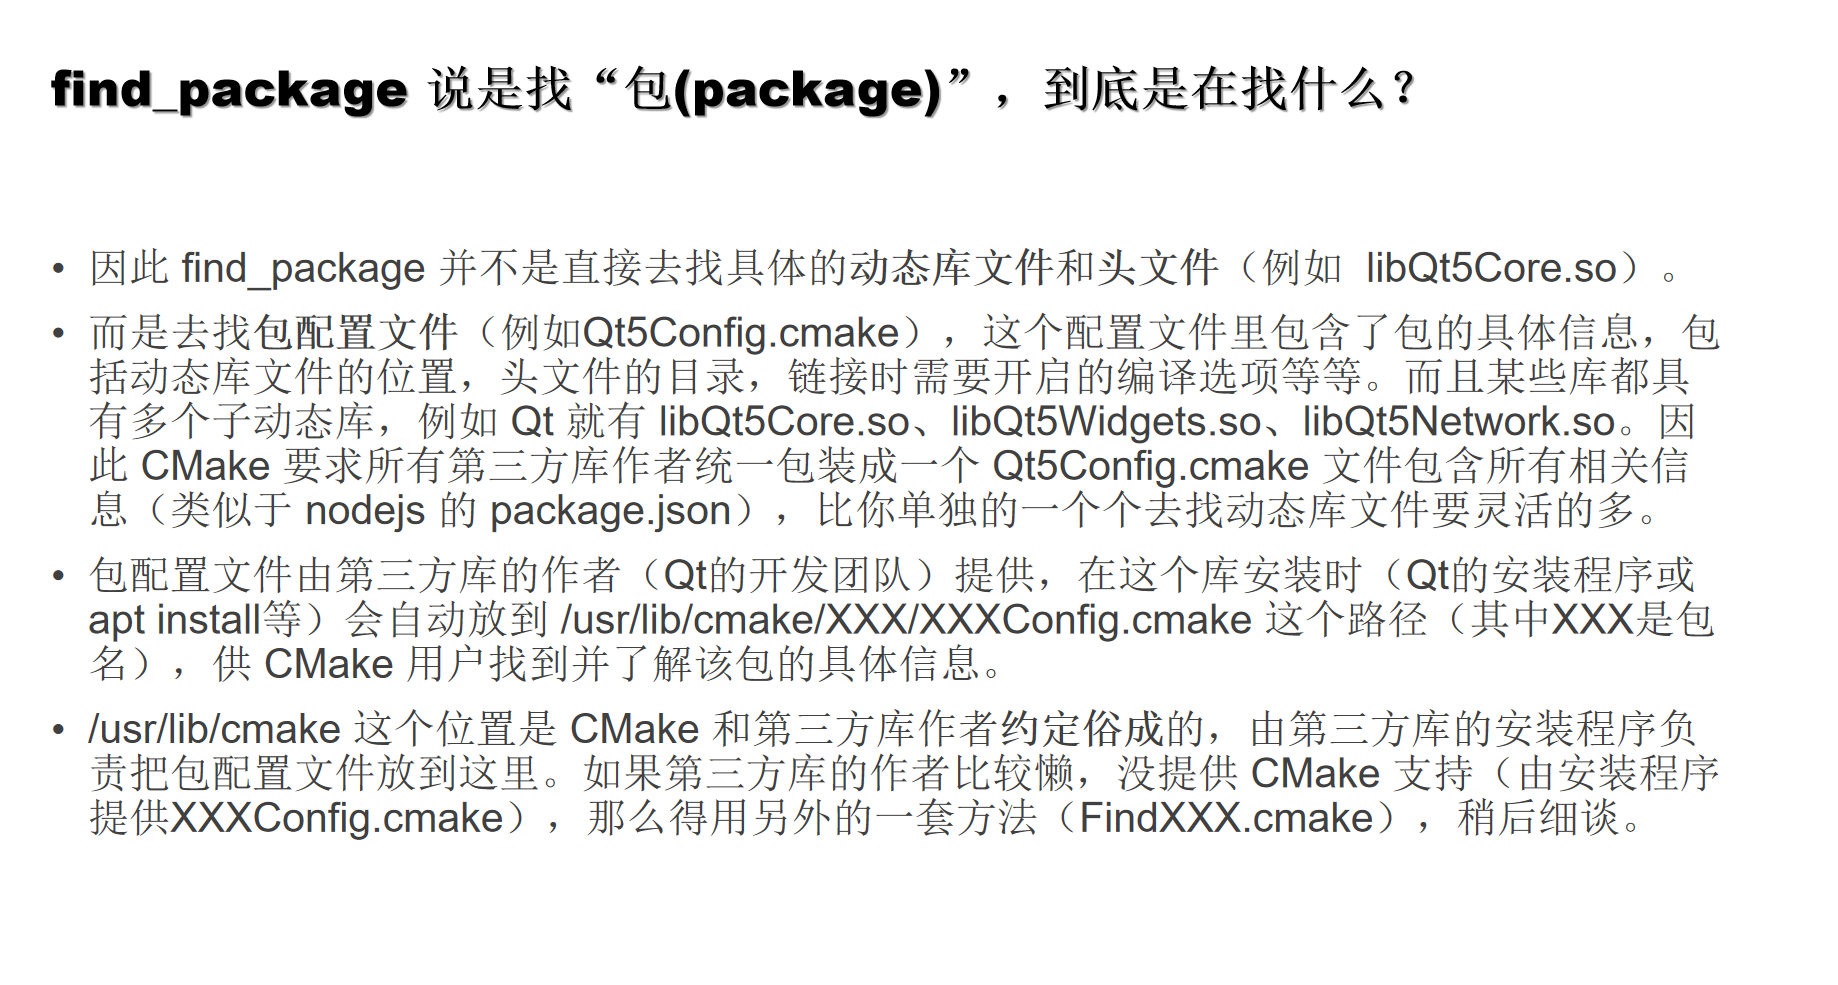 find_package 说是找“包(package)”，到底是在找什么？
• 因此 find_package 并不是直接去找具体的动态库文件和头文件（例如 libQt5Core.so）。
• 而是去找包配置文件（例如Qt5Config.cmake），这个配置文件里包含了包的具体信息，包
括动态库文件的位置，头文件的目录，链接时需要开启的编译选项等等。而且某些库都具
有多个子动态库，例如 Qt 就有 libQt5Core.so、libQt5Widgets.so、libQt5Network.so。因
此 CMake 要求所有第三方库作者统一包装成一个 Qt5Config.cmake 文件包含所有相关信
息（类似于 nodejs 的 package.json），比你单独的一个个去找动态库文件要灵活的多。
• 包配置文件由第三方库的作者（Qt的开发团队）提供，在这个库安装时（Qt的安装程序或
apt install等）会自动放到 /usr/lib/cmake/XXX/XXXConfig.cmake 这个路径（其中XXX是包
名），供 CMake 用户找到并了解该包的具体信息。
• /usr/lib/cmake 这个位置是 CMake 和第三方库作者约定俗成的，由第三方库的安装程序负
责把包配置文件放到这里。如果第三方库的作者比较懒，没提供 CMake 支持（由安装程序
提供XXXConfig.cmake），那么得用另外的一套方法（FindXXX.cmake），稍后细谈。